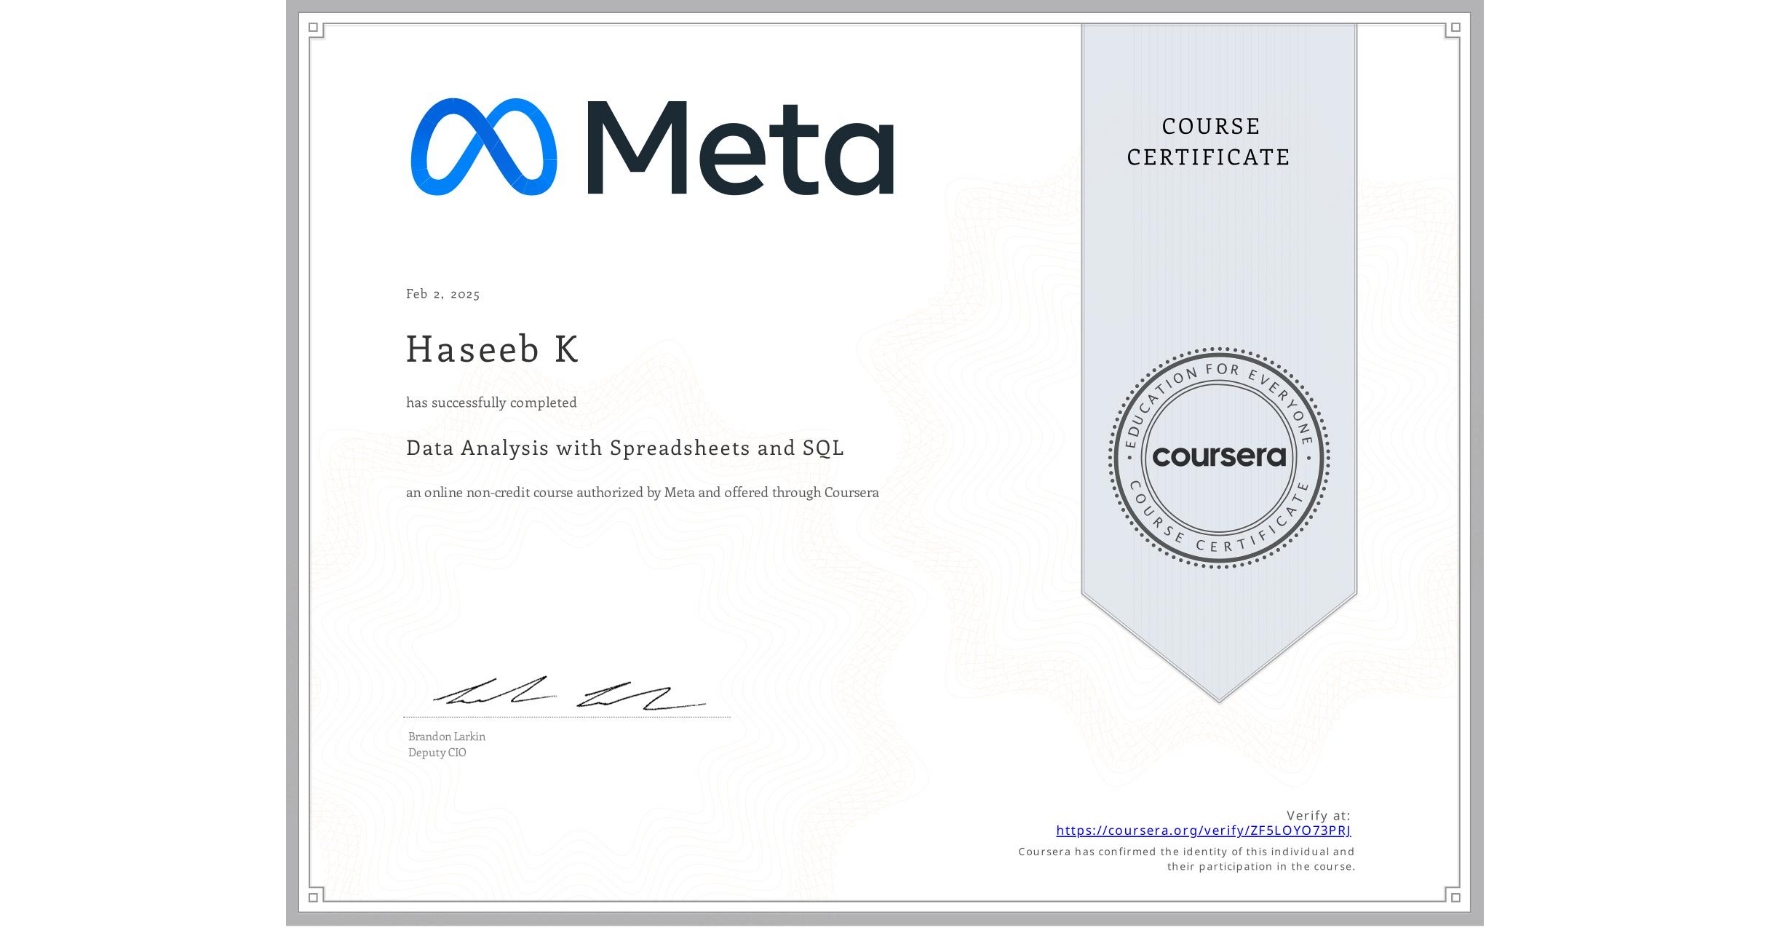 Meta
COURSE
CERTIFICATE
Feb 2, 2025
Haseeb K
has successfully completed
Data Analysis with Spreadsheets and SQL
an online non-credit course authorized by Meta and offered through Coursera
EDUCATION FOR EVERYONE
coursera
COURSE CERTIFICATE
Brandon Larkin
Deputy CIO
Verify at:
https://coursera.org/verify/ZF5LOYO73PRJ
Coursera has confirmed the identity of this individual and
their participation in the course.